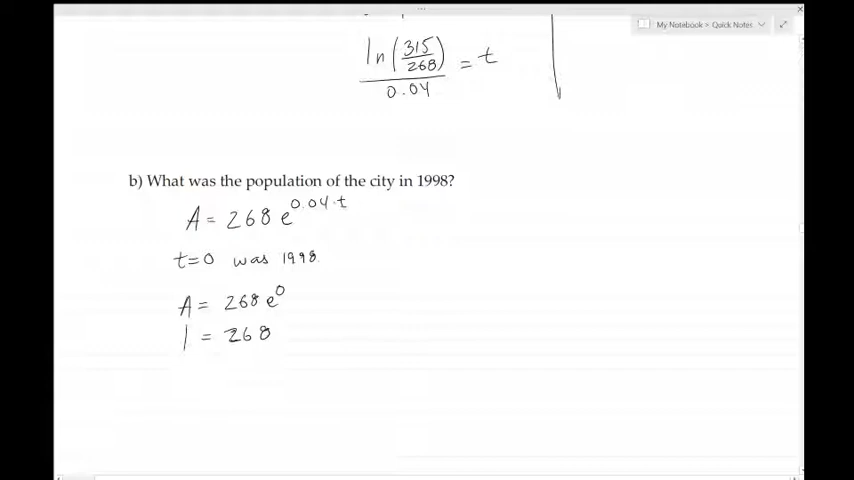 My Notebook > Quick Notes
ln(315/268)/0.04 = t
b) What was the population of the city in 1998?
A = 268 e^0.04·t
t=0 was 1998
A = 268 e^0
1 = 268